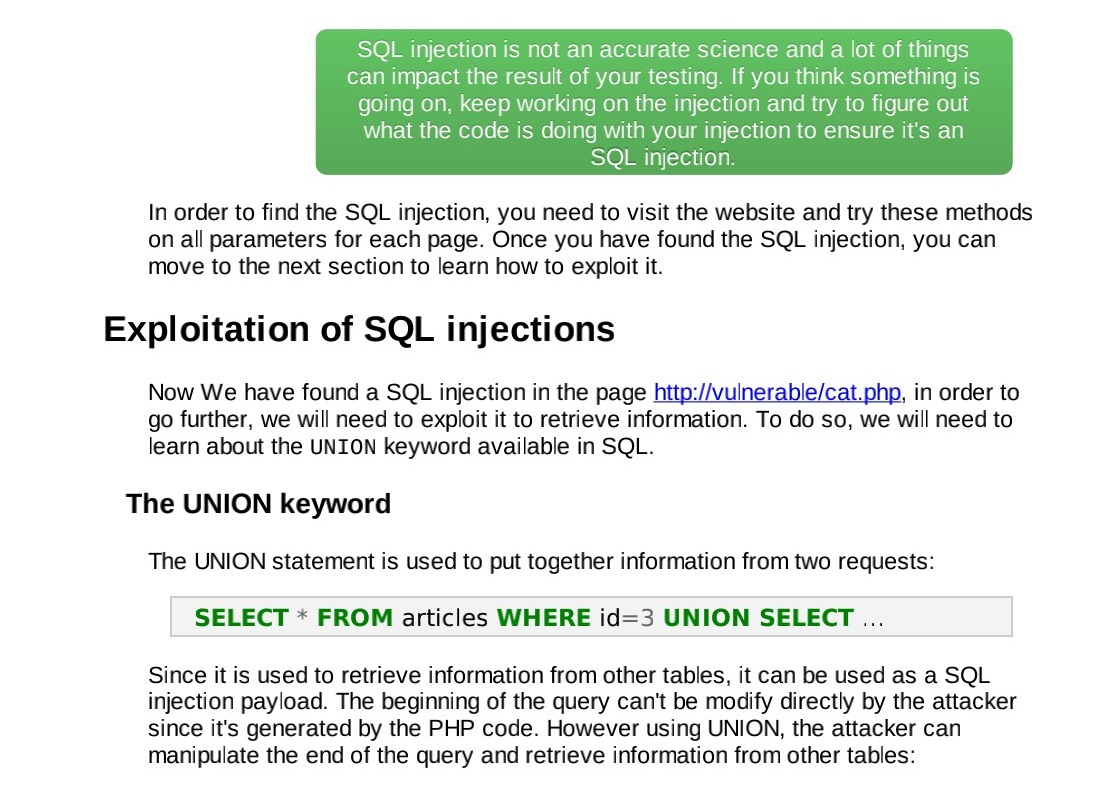 SQL injection is not an accurate science and a lot of things
can impact the result of your testing. If you think something is
going on, keep working on the injection and try to figure out
what the code is doing with your injection to ensure it's an
SQL injection.
In order to find the SQL injection, you need to visit the website and try these methods
on all parameters for each page. Once you have found the SQL injection, you can
move to the next section to learn how to exploit it.
Exploitation of SQL injections
Now We have found a SQL injection in the page http://vulnerable/cat.php, in order to
go further, we will need to exploit it to retrieve information. To do so, we will need to
learn about the UNION keyword available in SQL.
The UNION keyword
The UNION statement is used to put together information from two requests:
SELECT * FROM articles WHERE id=3 UNION SELECT ...
Since it is used to retrieve information from other tables, it can be used as a SQL
injection payload. The beginning of the query can't be modify directly by the attacker
since it's generated by the PHP code. However using UNION, the attacker can
manipulate the end of the query and retrieve information from other tables: